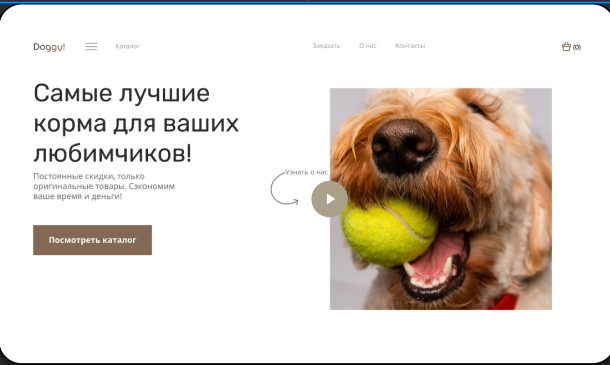 Doggy!
Каталог
Заказать
О нас
Контакты
(0)
Самые лучшие
корма для ваших
любимчиков!
Постоянные скидки, только
оригинальные товары. Сэкономим
ваше время и деньги!
Узнать о нас
Посмотреть каталог